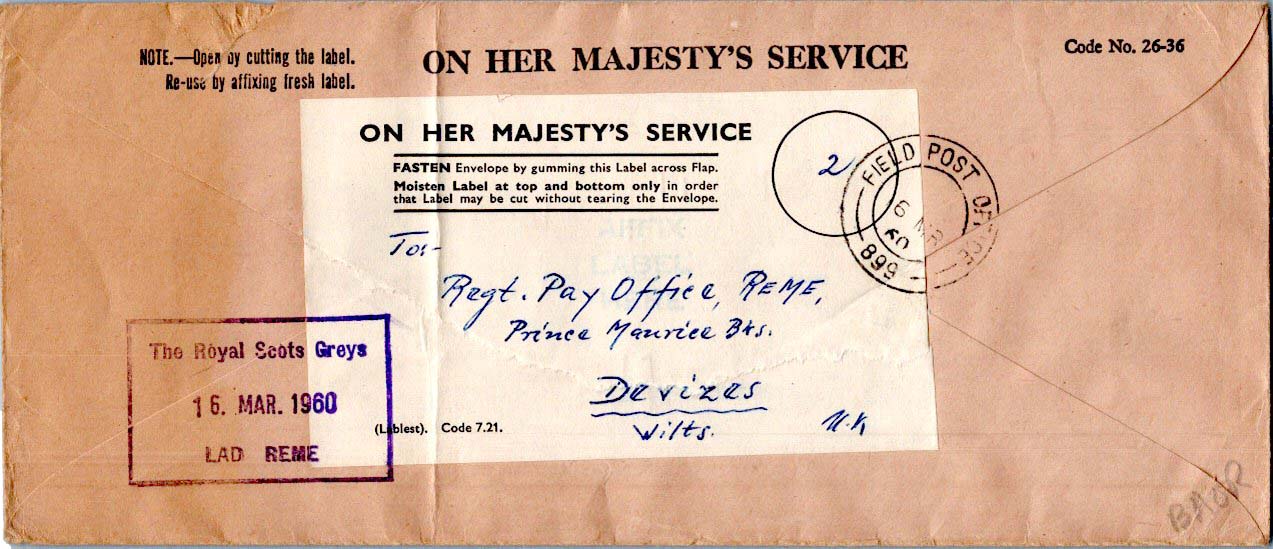 NOTE.—Open by cutting the label.
Re-use by affixing fresh label.
ON HER MAJESTY'S SERVICE
Code No. 26-36
ON HER MAJESTY'S SERVICE
FASTEN Envelope by gumming this Label across Flap.
Moisten Label at top and bottom only in order
that Label may be cut without tearing the Envelope.
2
FIELD POST OFFICE
6 MR
60
899
AFFIX
LABEL
To:-
Regt. Pay Office, REME,
Prince Maurice Bks.
Devizes
Wilts.
U.K
(Lablest). Code 7.21.
The Royal Scots Greys
16. MAR. 1960
LAD REME
BAOR